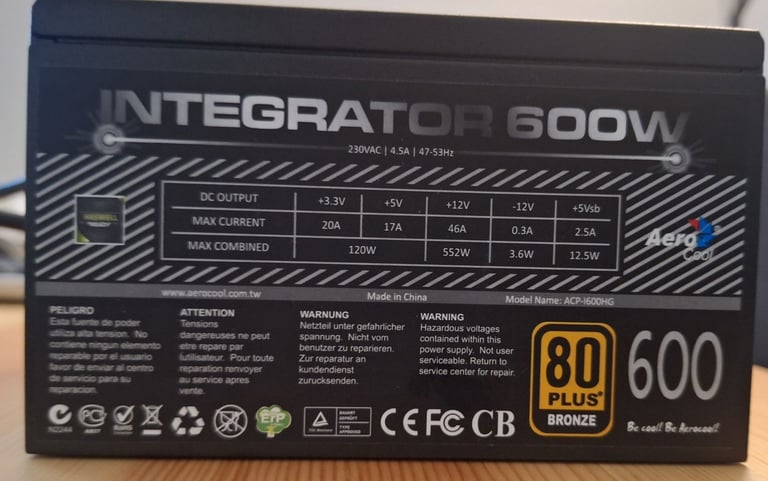 INTEGRATOR 600W
230VAC | 4.5A | 47-53Hz
HASWELL
DC OUTPUT +3.3V +5V +12V -12V +5Vsb
MAX CURRENT 20A 17A 46A 0.3A 2.5A
MAX COMBINED 120W 552W 3.6W 12.5W
Aero
Cool
www.aerocool.com.tw Made in China Model Name: ACP-I600HG
PELIGRO
Esta fuente de poder
utiliza alta tension. No
contiene ningun elemento
reparable por el usuario
favor de enviar al centro
de servicio para su
reparacion.
ATTENTION
Tensions
dangereuses ne peut
etre repare par
l'utilisateur. Pour toute
reparation renvoyer
au service apres
vente.
WARNUNG
Netzteil unter gefahrlicher
spannung. Nicht vom
benutzer zu reparieren.
Zur reparatur an
kundendienst
zurucksenden.
WARNING
Hazardous voltages
contained within this
power supply. Not user
serviceable. Return to
service center for repair.
80
PLUS®
BRONZE
600
Be cool! Be Aerocool!
N2244
RoHS
ErP
CE FC CB